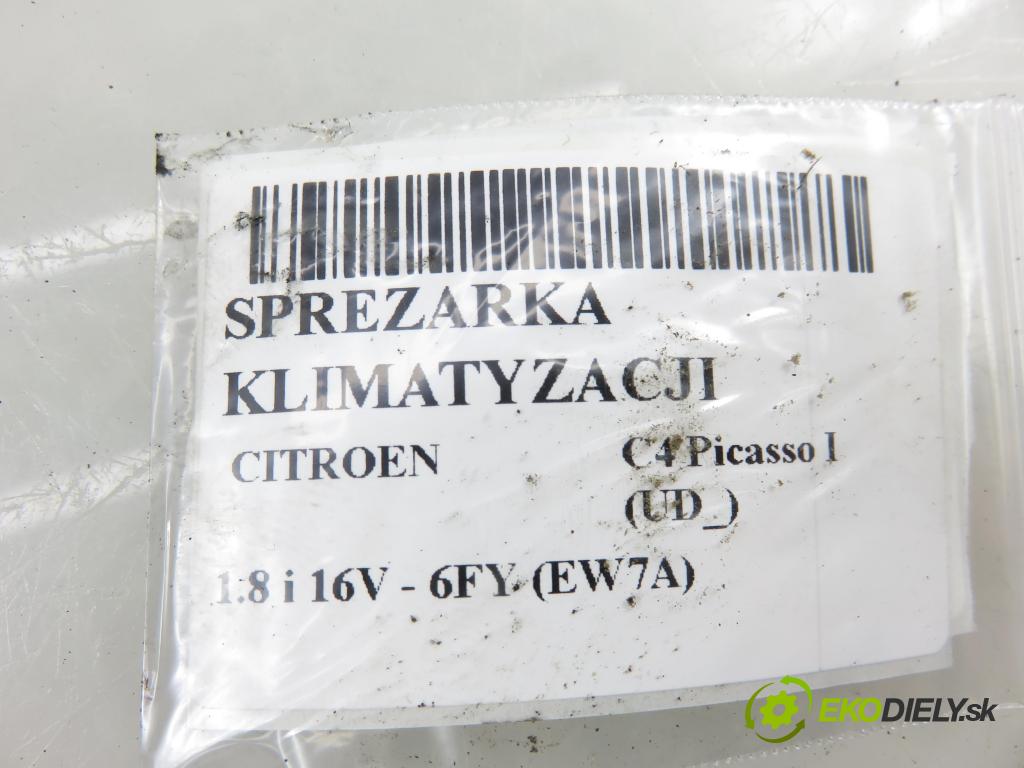 SPREZARKA
KLIMATYZACJI
CITROEN C4 Picasso I
(UD_)
1.8 i 16V - 6FY (EW7A)
EKODIELY.sk